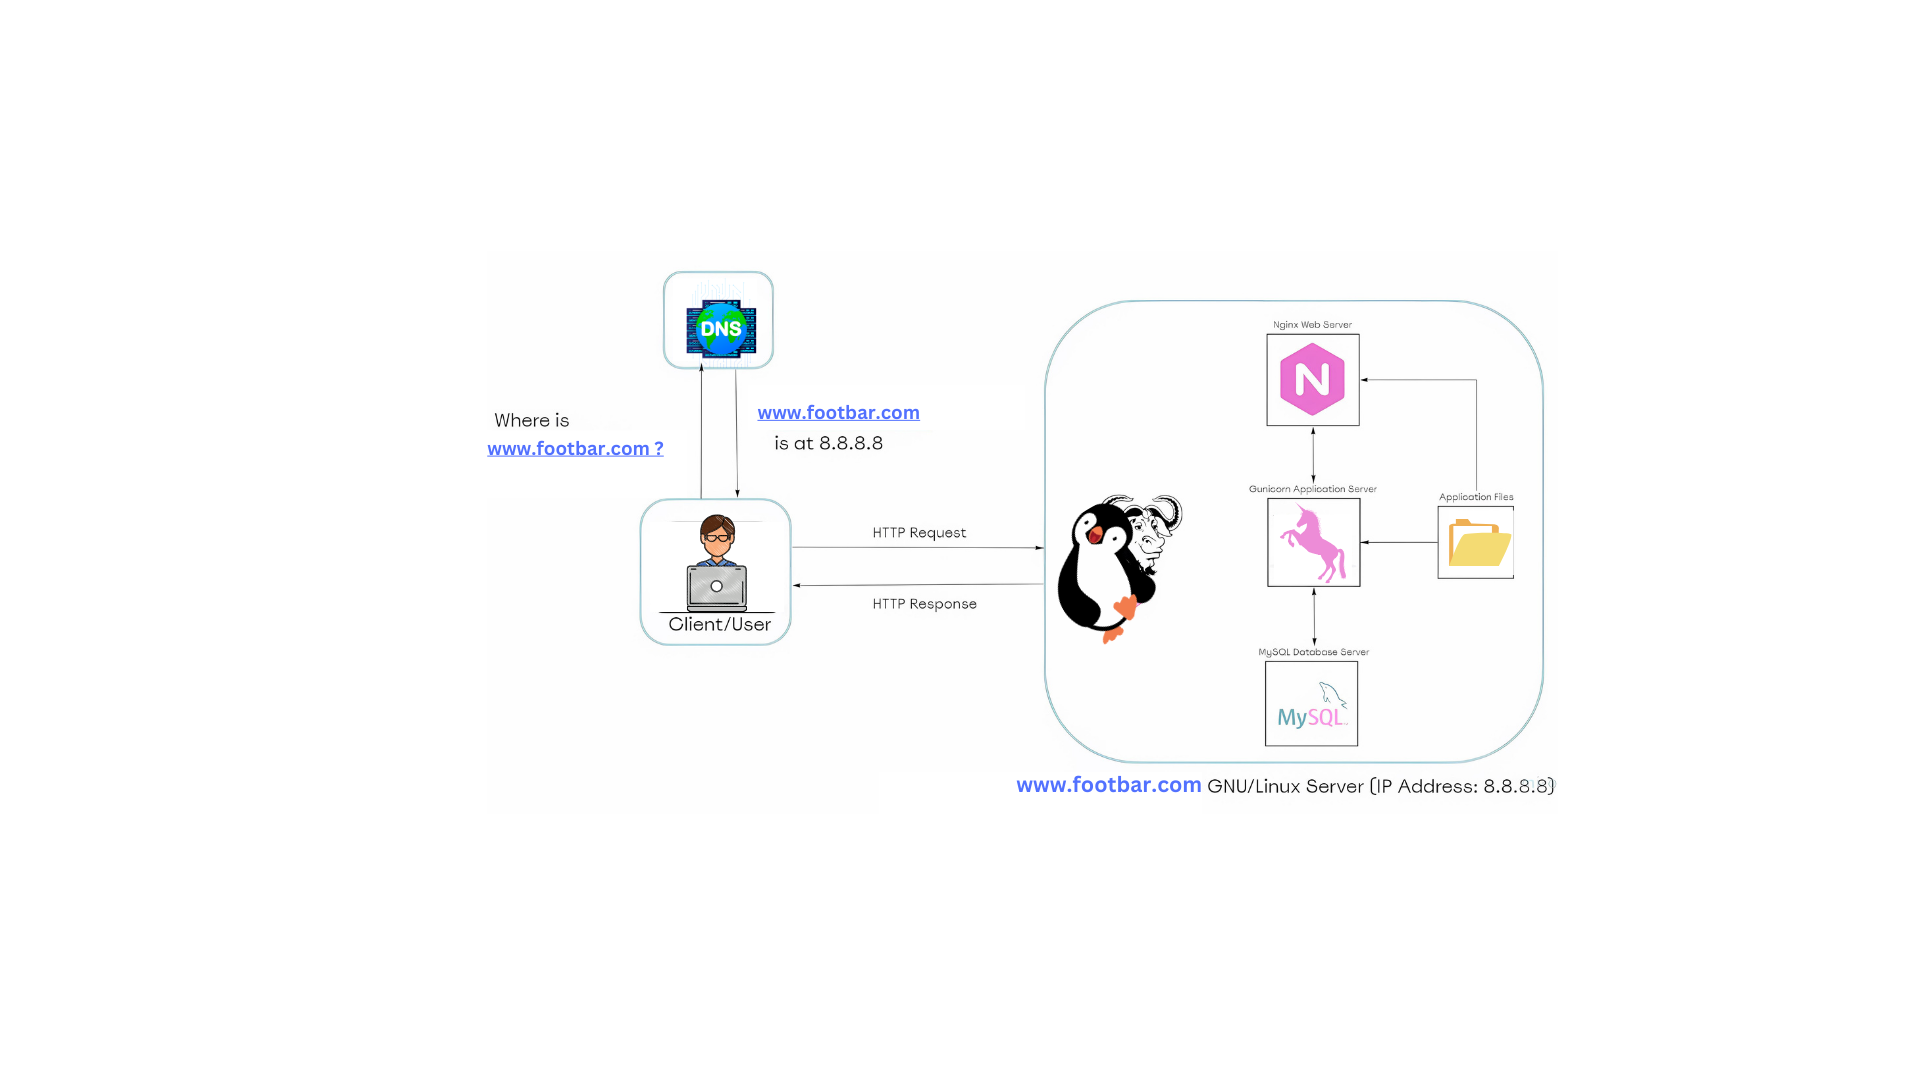 DNS
Where is
www.footbar.com ?
www.footbar.com
is at 8.8.8.8
Client/User
HTTP Request
HTTP Response
Nginx Web Server
N
Gunicorn Application Server
Application Files
MySQL Database Server
MySQL
www.footbar.com GNU/Linux Server (IP Address: 8.8.8.8)